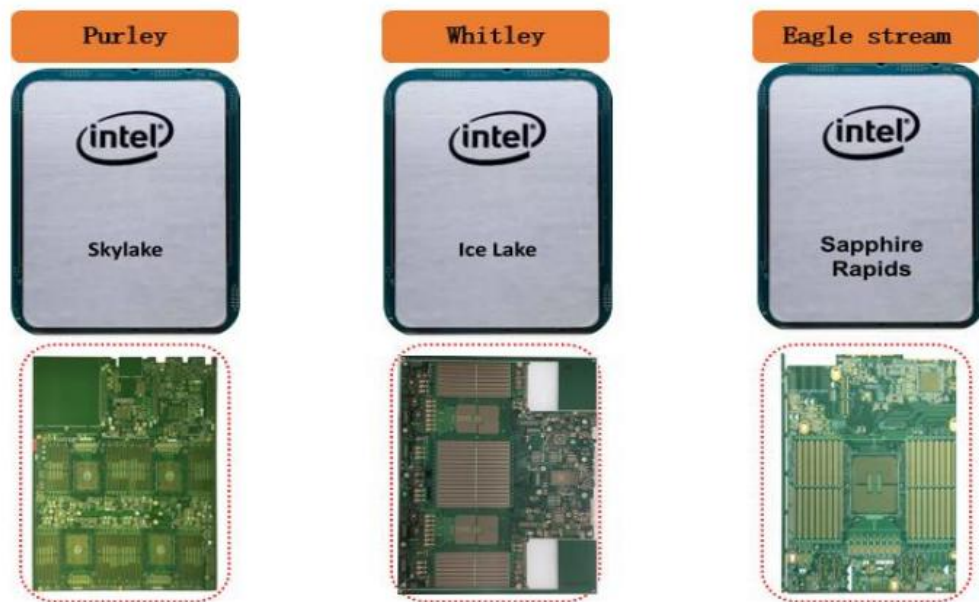 Purley
Whitley
Eagle stream
intel
Skylake
intel
Ice Lake
intel
Sapphire
Rapids